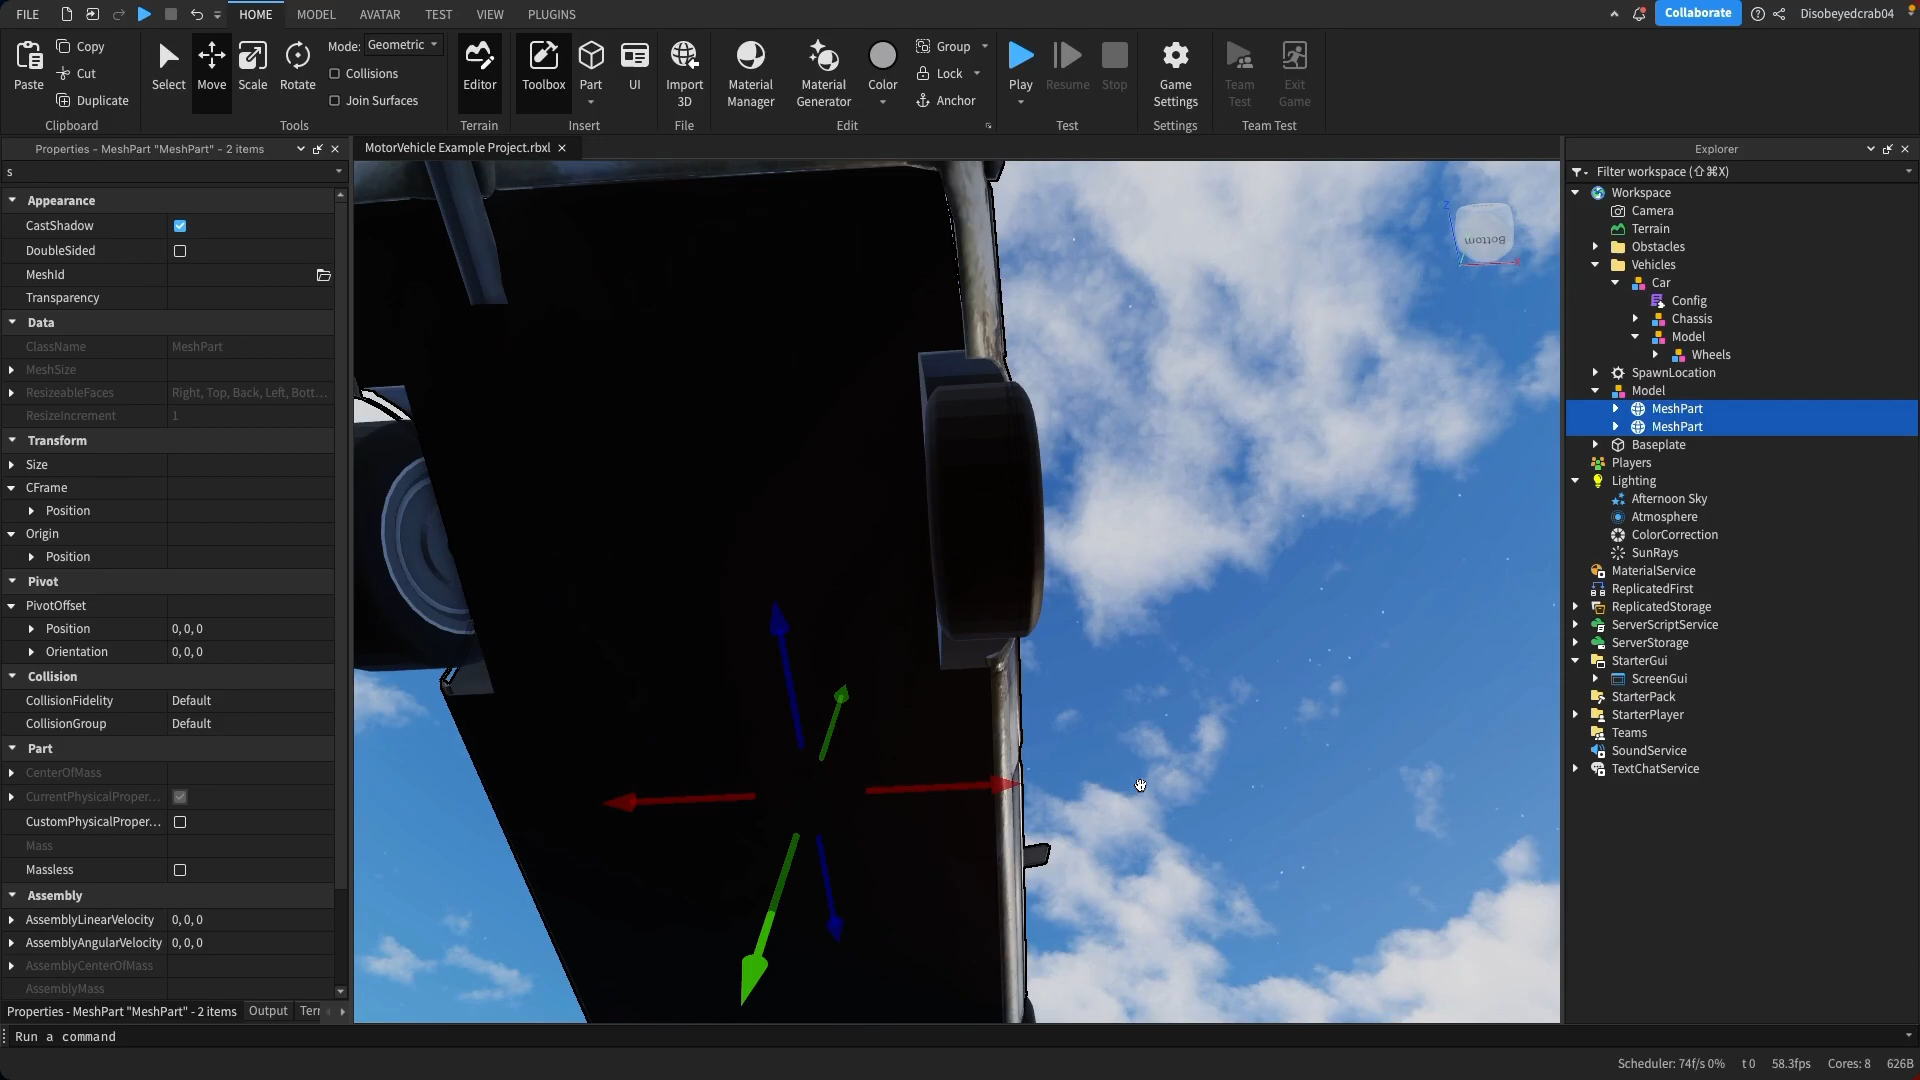 FILE
HOME
MODEL
AVATAR
TEST
VIEW
PLUGINS
Collaborate
Disobeyedcrab04
Paste
Copy
Cut
Duplicate
Clipboard
Select
Move
Scale
Rotate
Mode: Geometric
Collisions
Join Surfaces
Tools
Editor
Terrain
Toolbox
Part
UI
Insert
Import
3D
File
Material
Manager
Material
Generator
Color
Group
Lock
Anchor
Edit
Play
Resume
Stop
Test
Game
Settings
Settings
Team
Test
Exit
Game
Team Test
Properties - MeshPart "MeshPart" - 2 items
s
Appearance
CastShadow
DoubleSided
MeshId
Transparency
Data
ClassName MeshPart
MeshSize
ResizeableFaces Right, Top, Back, Left, Bott...
ResizeIncrement 1
Transform
Size
CFrame
Position
Origin
Position
Pivot
PivotOffset
Position 0, 0, 0
Orientation 0, 0, 0
Collision
CollisionFidelity Default
CollisionGroup Default
Part
CenterOfMass
CurrentPhysicalProper...
CustomPhysicalProper...
Mass
Massless
Assembly
AssemblyLinearVelocity 0, 0, 0
AssemblyAngularVelocity 0, 0, 0
AssemblyCenterOfMass
AssemblyMass
Properties - MeshPart "MeshPart" - 2 items
Output
Terr
MotorVehicle Example Project.rbxl
Z
Bottom
X
Explorer
Filter workspace (⇧⌘X)
Workspace
Camera
Terrain
Obstacles
Vehicles
Car
Config
Chassis
Model
Wheels
SpawnLocation
Model
MeshPart
MeshPart
Baseplate
Players
Lighting
Afternoon Sky
Atmosphere
ColorCorrection
SunRays
MaterialService
ReplicatedFirst
ReplicatedStorage
ServerScriptService
ServerStorage
StarterGui
ScreenGui
StarterPack
StarterPlayer
Teams
SoundService
TextChatService
Run a command
Scheduler: 74f/s 0% t 0 58.3fps Cores: 8 626B